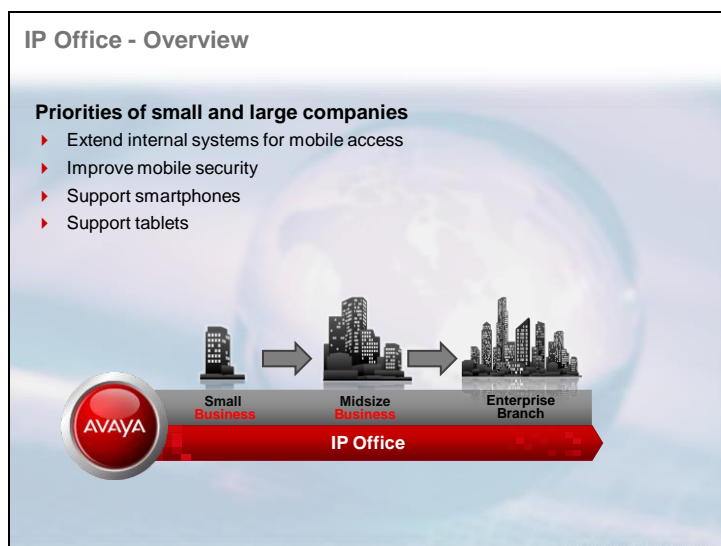 IP Office - Overview
Priorities of small and large companies
Extend internal systems for mobile access
Improve mobile security
Support smartphones
Support tablets
Small
Business
Midsize
Business
Enterprise
Branch
AVAYA
IP Office